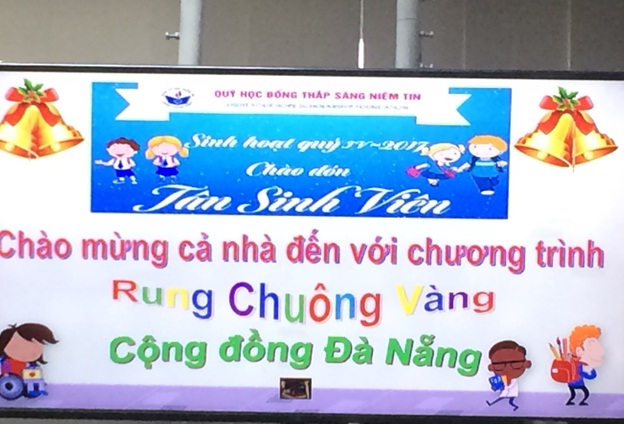 QUỸ HỌC BỔNG THẮP SÁNG NIỀM TIN
Sinh hoạt quý IV-2017
Chào đón
Tân Sinh Viên
Chào mừng cả nhà đến với chương trình
Rung Chuông Vàng
Cộng đồng Đà Nẵng